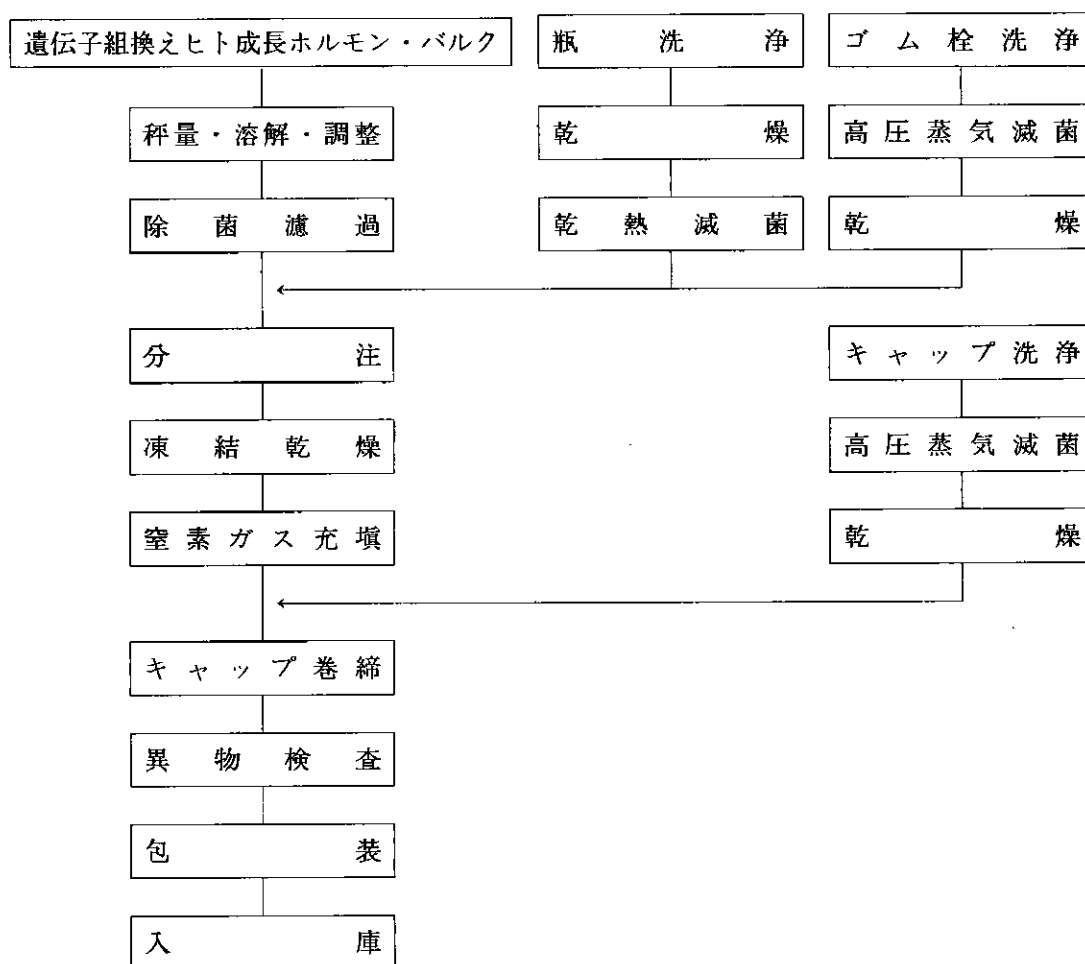 遺伝子組換えヒト成長ホルモン・バルク
瓶洗浄
ゴム栓洗浄
秤量・溶解・調整
乾燥
高圧蒸気滅菌
除菌濾過
乾熱滅菌
乾燥
分注
キャップ洗浄
凍結乾燥
高圧蒸気滅菌
窒素ガス充塡
乾燥
キャップ巻締
異物検査
包装
入庫